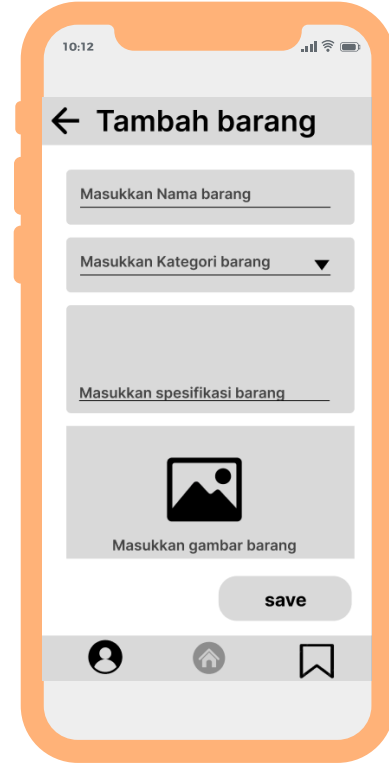 10:12
Tambah barang
Masukkan Nama barang
Masukkan Kategori barang
Masukkan spesifikasi barang
Masukkan gambar barang
save